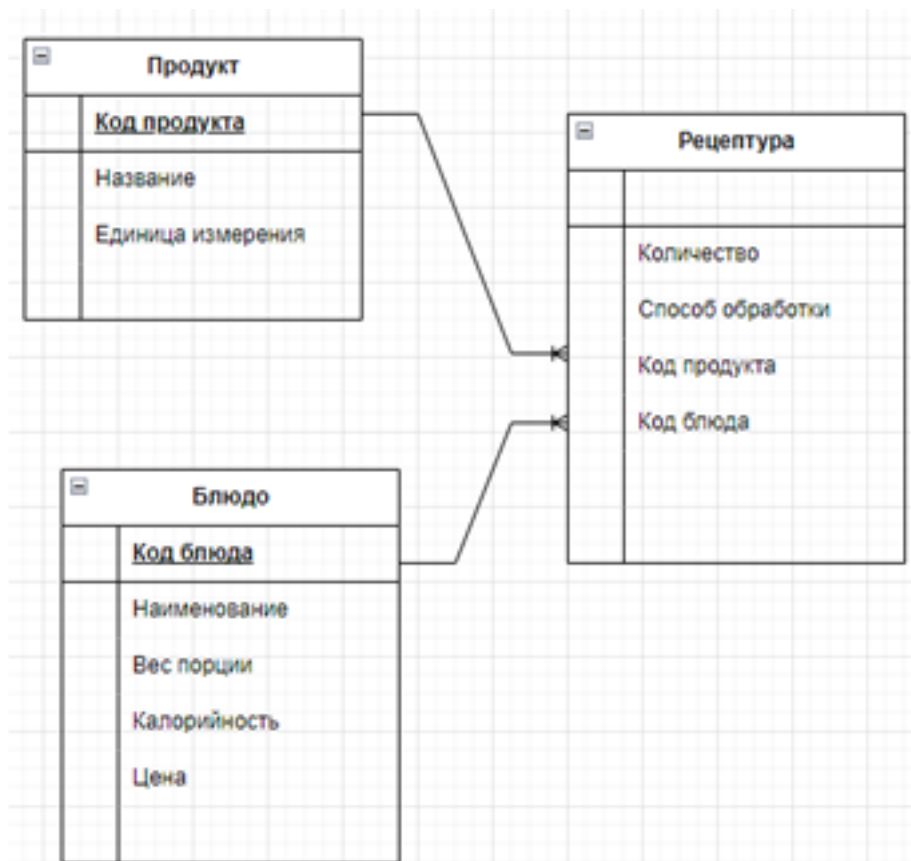 Продукт
Код продукта
Название
Единица измерения
Рецептура
Количество
Способ обработки
Код продукта
Код блюда
Блюдо
Код блюда
Наименование
Вес порции
Калорийность
Цена